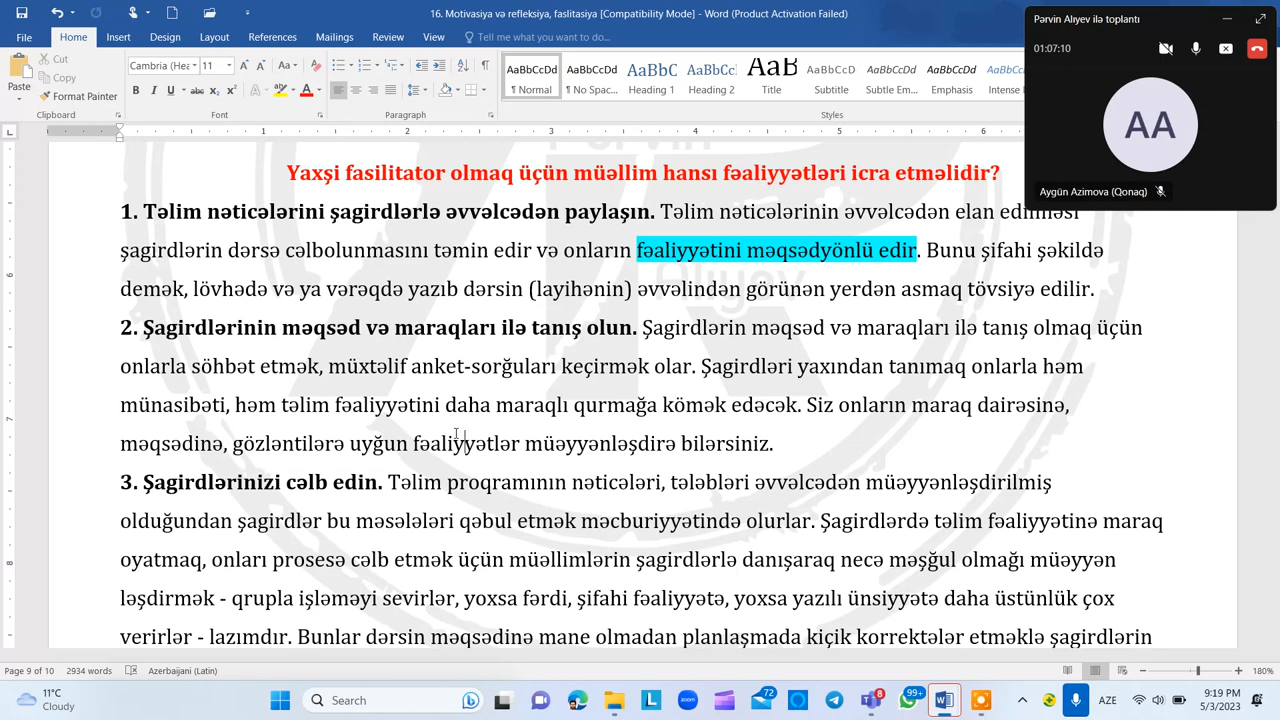 16. Motivasiya və refleksiya, fasilitasiya [Compatibility Mode] - Word (Product Activation Failed)
File Home Insert Design Layout References Mailings Review View Tell me what you want to do...
Cut
Copy
Format Painter
Paste
Clipboard
Cambria (Hea 11
Font
Paragraph
AaBbCcDd AaBbCcDd AaBbC AaBbCc AaB AaBbCcD AaBbCcDd AaBbCcDd AaBbCcDd
¶ Normal ¶ No Spac... Heading 1 Heading 2 Title Subtitle Subtle Em... Emphasis Intense
Styles
Pərvin Alıyev ilə toplantı
01:07:10
AA
Aygün Azimova (Qonaq)
1 2 3 4 5 6
Yaxşi fasilitator olmaq üçün müəllim hansı fəaliyyətləri icra etməlidir?
1. Təlim nəticələrini şagirdlərlə əvvəlcədən paylaşın. Təlim nəticələrinin əvvəlcədən elan edilməsi
şagirdlərin dərsə cəlbolunmasını təmin edir və onların fəaliyyətini məqsədyönlü edir. Bunu şifahi şəkildə
demək, lövhədə və ya vərəqdə yazıb dərsin (layihənin) əvvəlindən görünən yerdən asmaq tövsiyə edilir.
2. Şagirdlərinin məqsəd və maraqları ilə tanış olun. Şagirdlərin məqsəd və maraqları ilə tanış olmaq üçün
onlarla söhbət etmək, müxtəlif anket-sorğuları keçirmək olar. Şagirdləri yaxından tanımaq onlarla həm
münasibəti, həm təlim fəaliyyətini daha maraqlı qurmağa kömək edəcək. Siz onların maraq dairəsinə,
məqsədinə, gözləntilərə uyğun fəaliyyətlər müəyyənləşdirə bilərsiniz.
3. Şagirdlərinizi cəlb edin. Təlim proqramının nəticələri, tələbləri əvvəlcədən müəyyənləşdirilmiş
olduğundan şagirdlər bu məsələləri qəbul etmək məcburiyyətində olurlar. Şagirdlərdə təlim fəaliyyətinə maraq
oyatmaq, onları prosesə cəlb etmək üçün müəllimlərin şagirdlərlə danışaraq necə məşğul olmağı müəyyən
ləşdirmək - qrupla işləməyi sevirlər, yoxsa fərdi, şifahi fəaliyyətə, yoxsa yazılı ünsiyyətə daha üstünlük çox
verirlər - lazımdır. Bunlar dərsin məqsədinə mane olmadan planlaşmada kiçik korrektələr etməklə şagirdlərin
Page 9 of 10 2934 words Azerbaijani (Latin) 180%
11°C
Cloudy
Search
72
8
99+
AZE
9:19 PM
5/3/2023